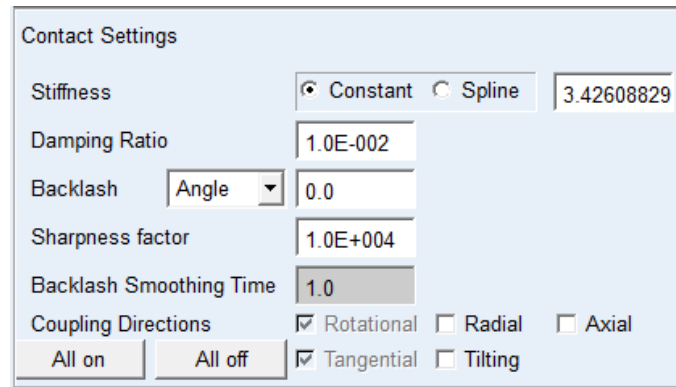 Contact Settings
Stiffness Constant Spline 3.42608829
Damping Ratio 1.0E-002
Backlash Angle 0.0
Sharpness factor 1.0E+004
Backlash Smoothing Time 1.0
Coupling Directions Rotational Radial Axial
All on All off Tangential Tilting